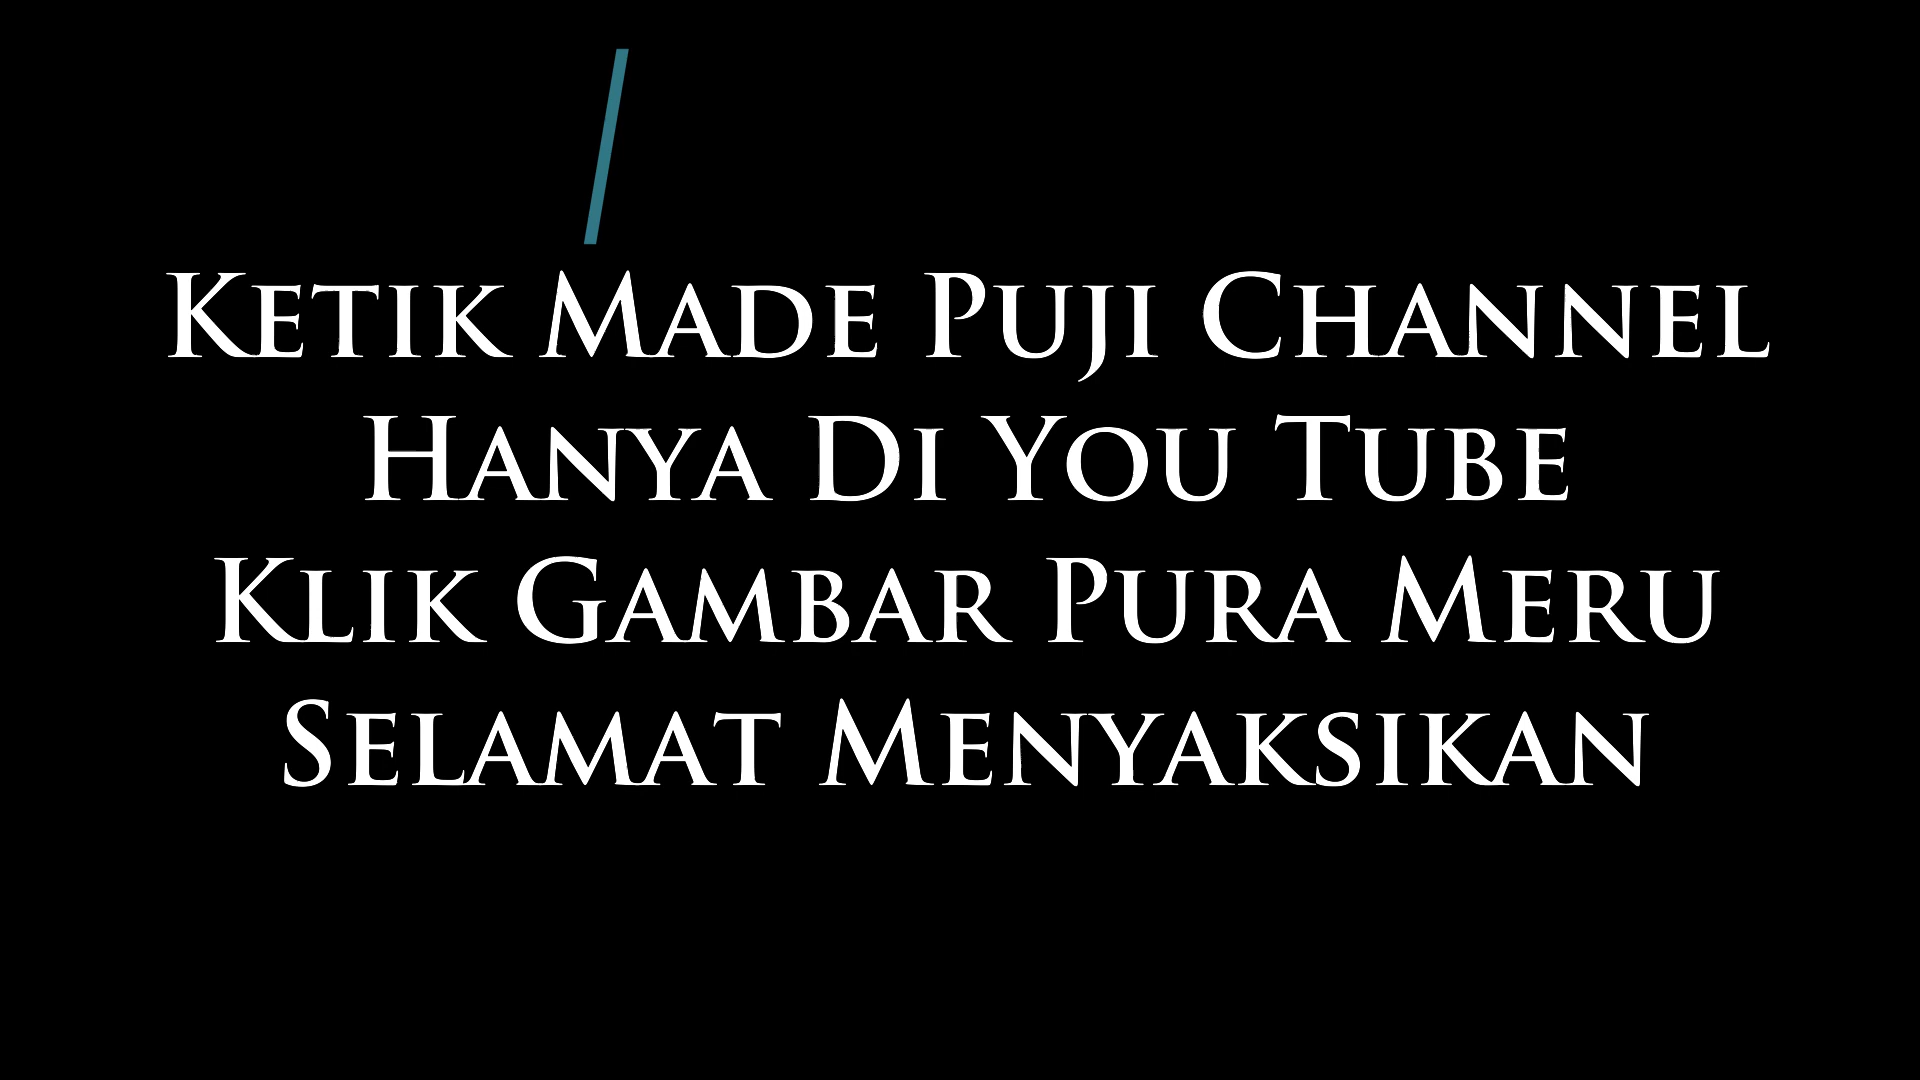 Ketik Made Puji Channel
Hanya Di You Tube
Klik Gambar Pura Meru
Selamat Menyaksikan